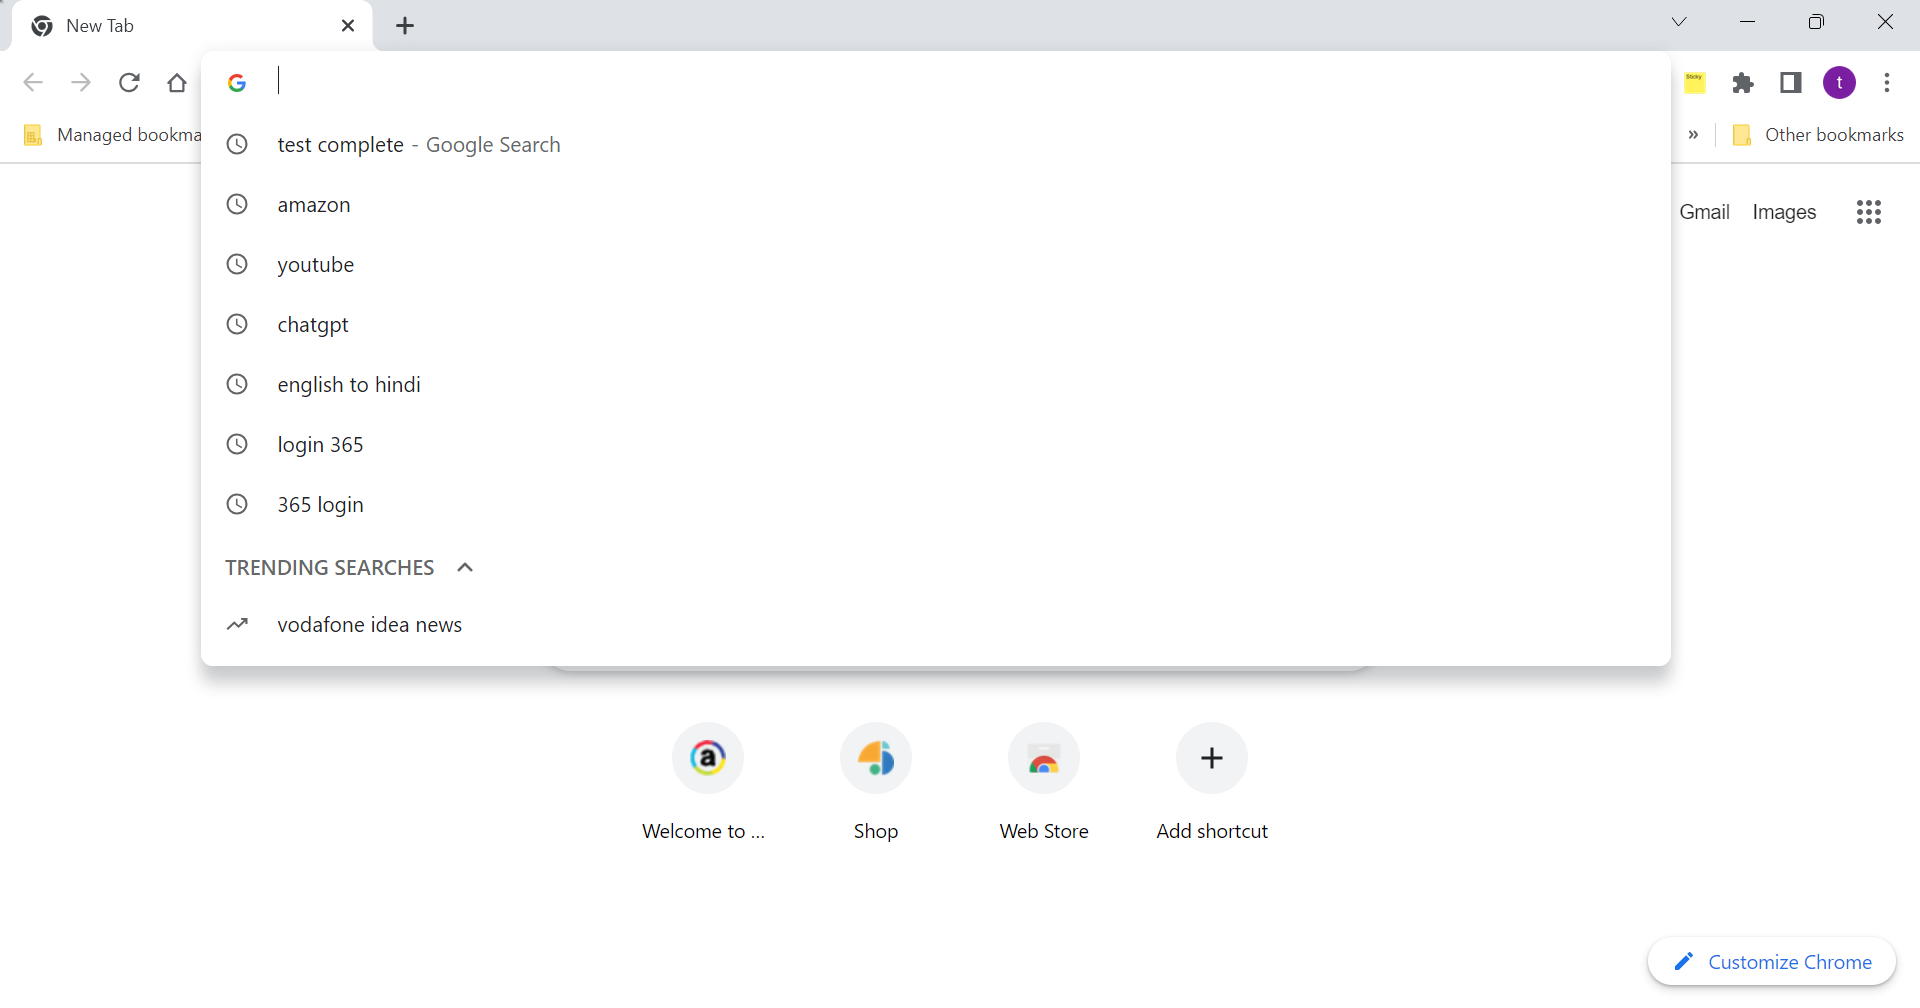 New Tab
Sticky
t
Managed bookma
» Other bookmarks
test complete - Google Search
Gmail Images
amazon
youtube
chatgpt
english to hindi
login 365
365 login
TRENDING SEARCHES
vodafone idea news
a
Welcome to ... Shop Web Store Add shortcut
Customize Chrome